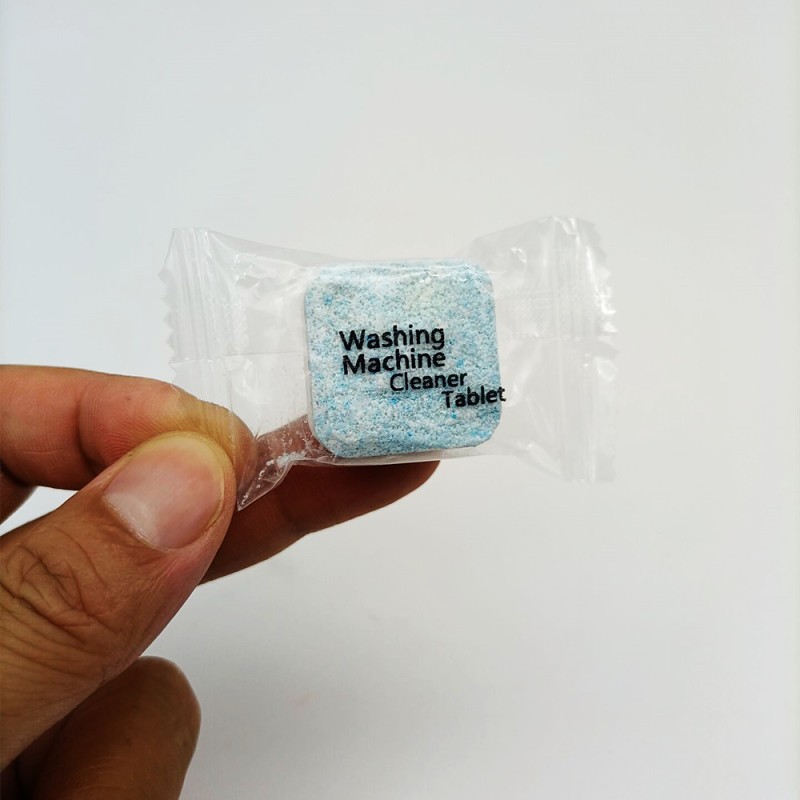 Washing
Machine
Cleaner
Tablet